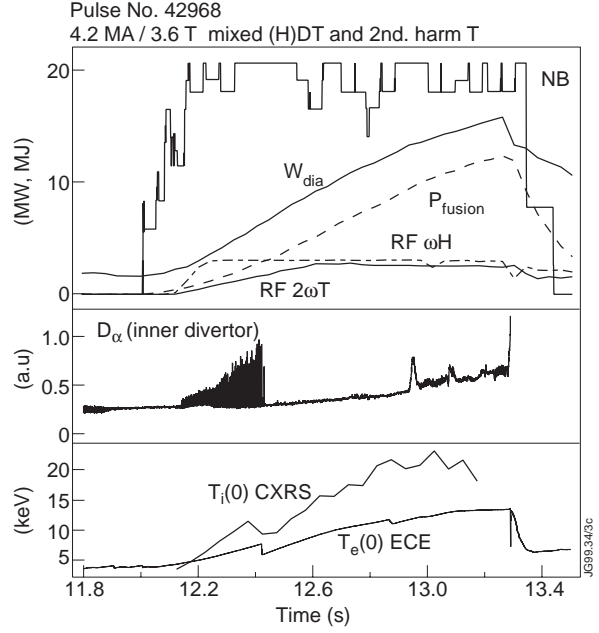 Pulse No. 42968
4.2 MA / 3.6 T mixed (H)DT and 2nd. harm T
20
NB
(MW, MJ)
W_dia
10
P_fusion
RF ωH
RF 2ωT
0
D_α (inner divertor)
1.0
(a.u)
0.5
0
20
T_i(0) CXRS
(keV)
15
10
T_e(0) ECE
5
11.8 12.2 12.6 13.0 13.4
Time (s)
JG99.34/3c